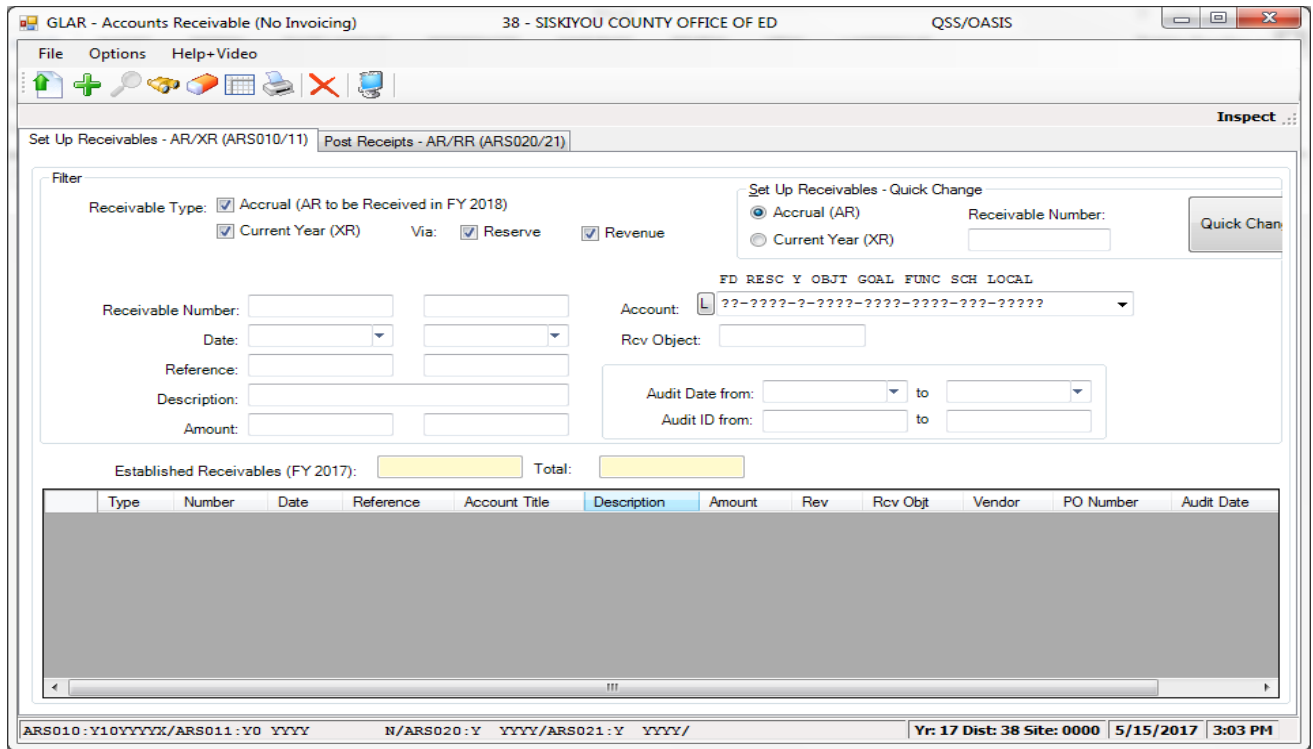 GLAR - Accounts Receivable (No Invoicing) 38 - SISKIYOU COUNTY OFFICE OF ED QSS/OASIS
File Options Help+Video
Inspect
Set Up Receivables - AR/XR (ARS010/11) Post Receipts - AR/RR (ARS020/21)
Filter
Receivable Type: Accrual (AR to be Received in FY 2018)
Current Year (XR) Via: Reserve Revenue
Set Up Receivables - Quick Change
Accrual (AR) Receivable Number:
Current Year (XR)
Quick Chan
FD RESC Y OBJT GOAL FUNC SCH LOCAL
Receivable Number: Account: L ??-????-?-????-????-????-???-?????
Date: Rcv Object:
Reference:
Description: Audit Date from: to
Amount: Audit ID from: to
Established Receivables (FY 2017): Total:
Type Number Date Reference Account Title Description Amount Rev Rcv Objt Vendor PO Number Audit Date
ARS010:Y10YYYYX/ARS011:Y0 YYYY N/ARS020:Y YYYY/ARS021:Y YYYY/ Yr: 17 Dist: 38 Site: 0000 5/15/2017 3:03 PM